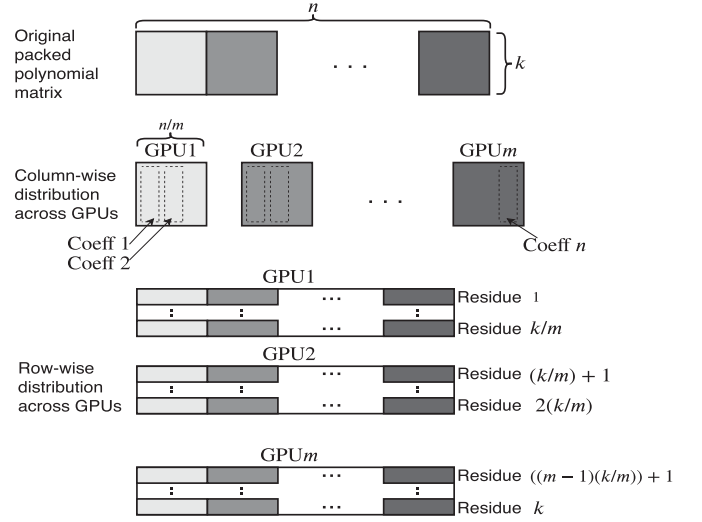 n
Original
packed
polynomial
matrix
. . .
k
n/m
GPU1 GPU2 GPUm
Column-wise
distribution
across GPUs
. . .
Coeff 1
Coeff 2
Coeff n
GPU1
... Residue 1
: : :
... Residue k/m
GPU2
Row-wise
distribution
across GPUs
... Residue (k/m) + 1
: : :
... Residue 2(k/m)
GPUm
... Residue ((m − 1)(k/m)) + 1
: : :
... Residue k